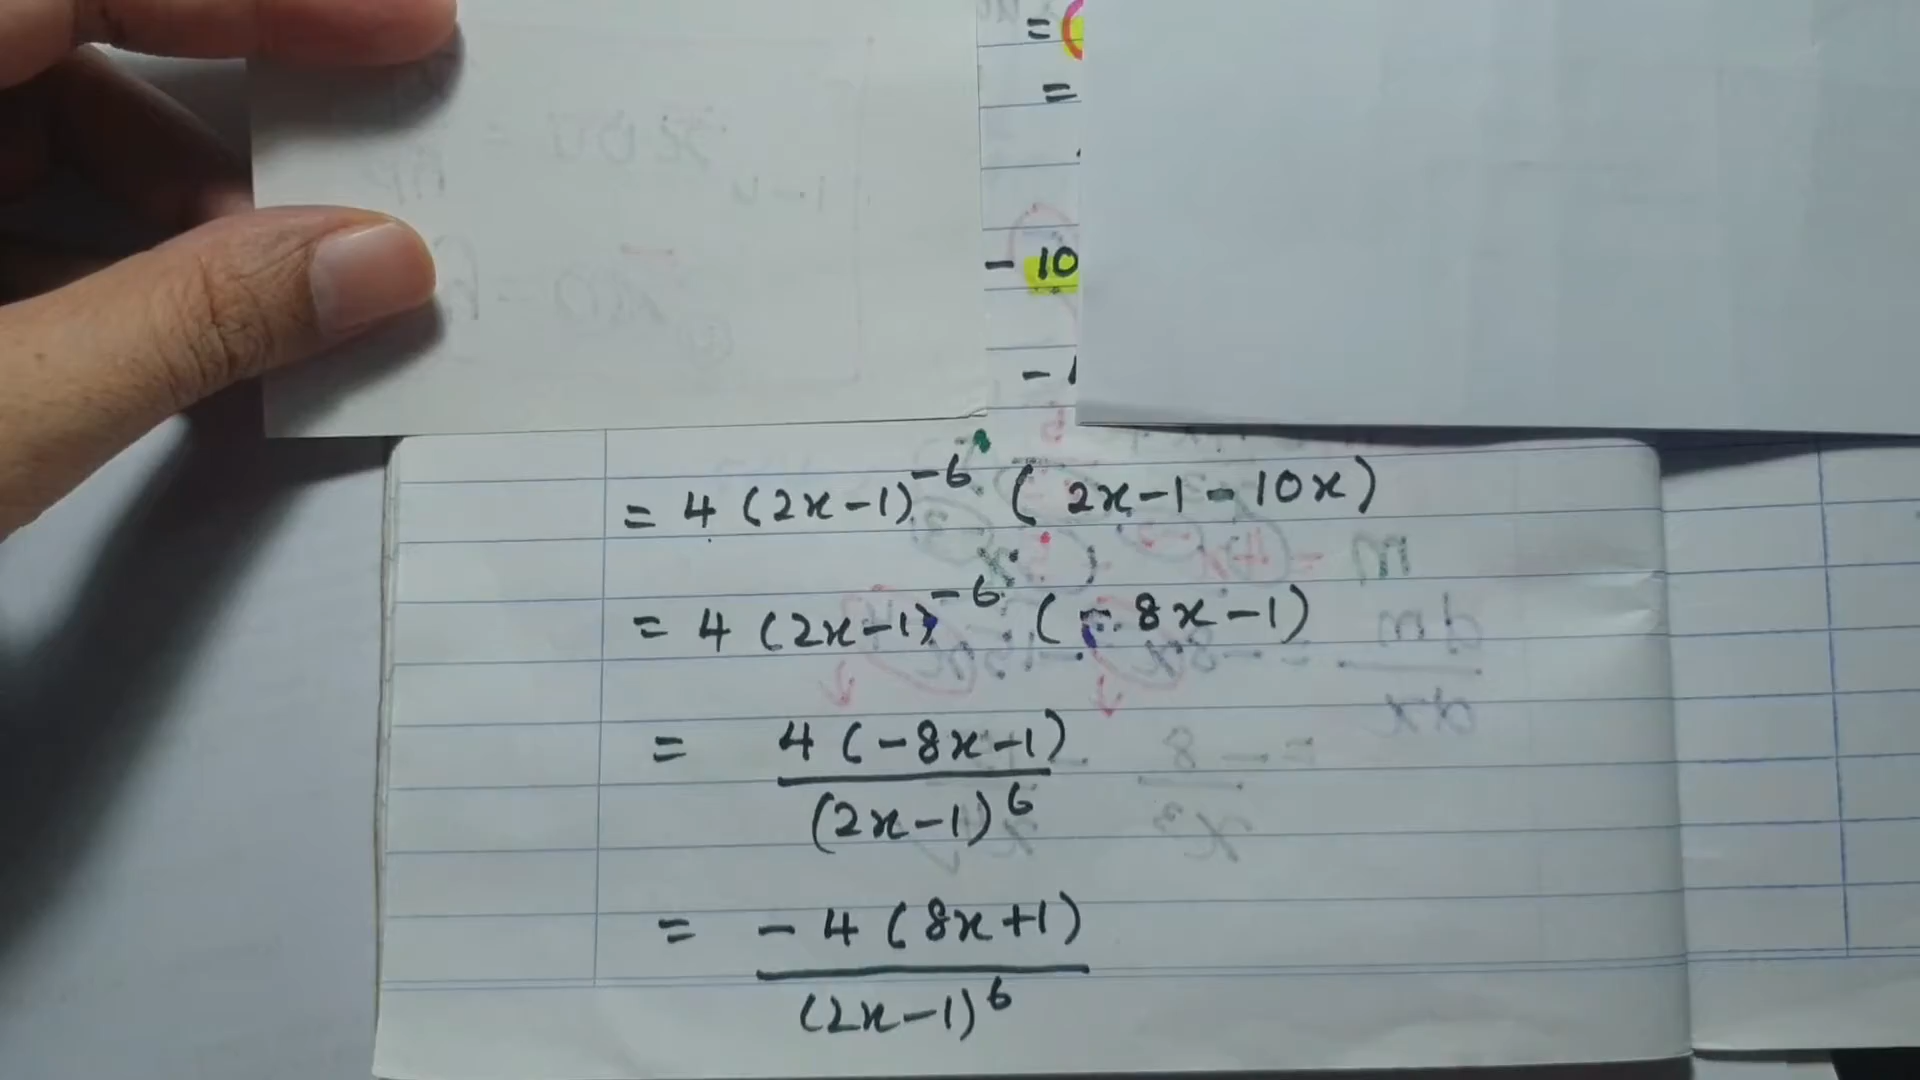 =
=
- 10
- 1
= 4 (2x-1)^-6 (2x-1-10x)
= 4 (2x-1)^-6 (-8x-1)
= 4 (-8x-1) / (2x-1)^6
= -4 (8x+1) / (2x-1)^6